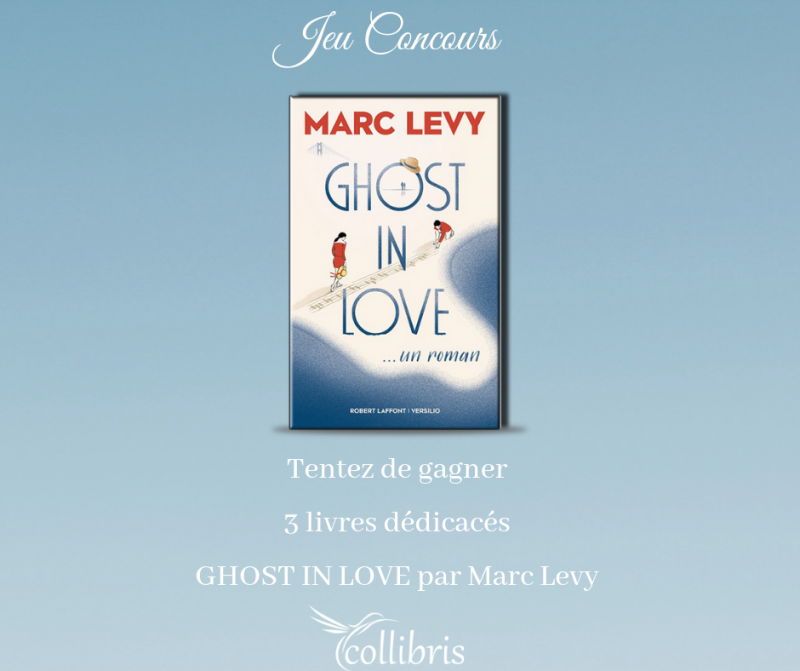 Jeu Concours
MARC LEVY
GHOST
IN
LOVE
...un roman
ROBERT LAFFONT | VERSILIO
Tentez de gagner
3 livres dédicacés
GHOST IN LOVE par Marc Levy
collibris